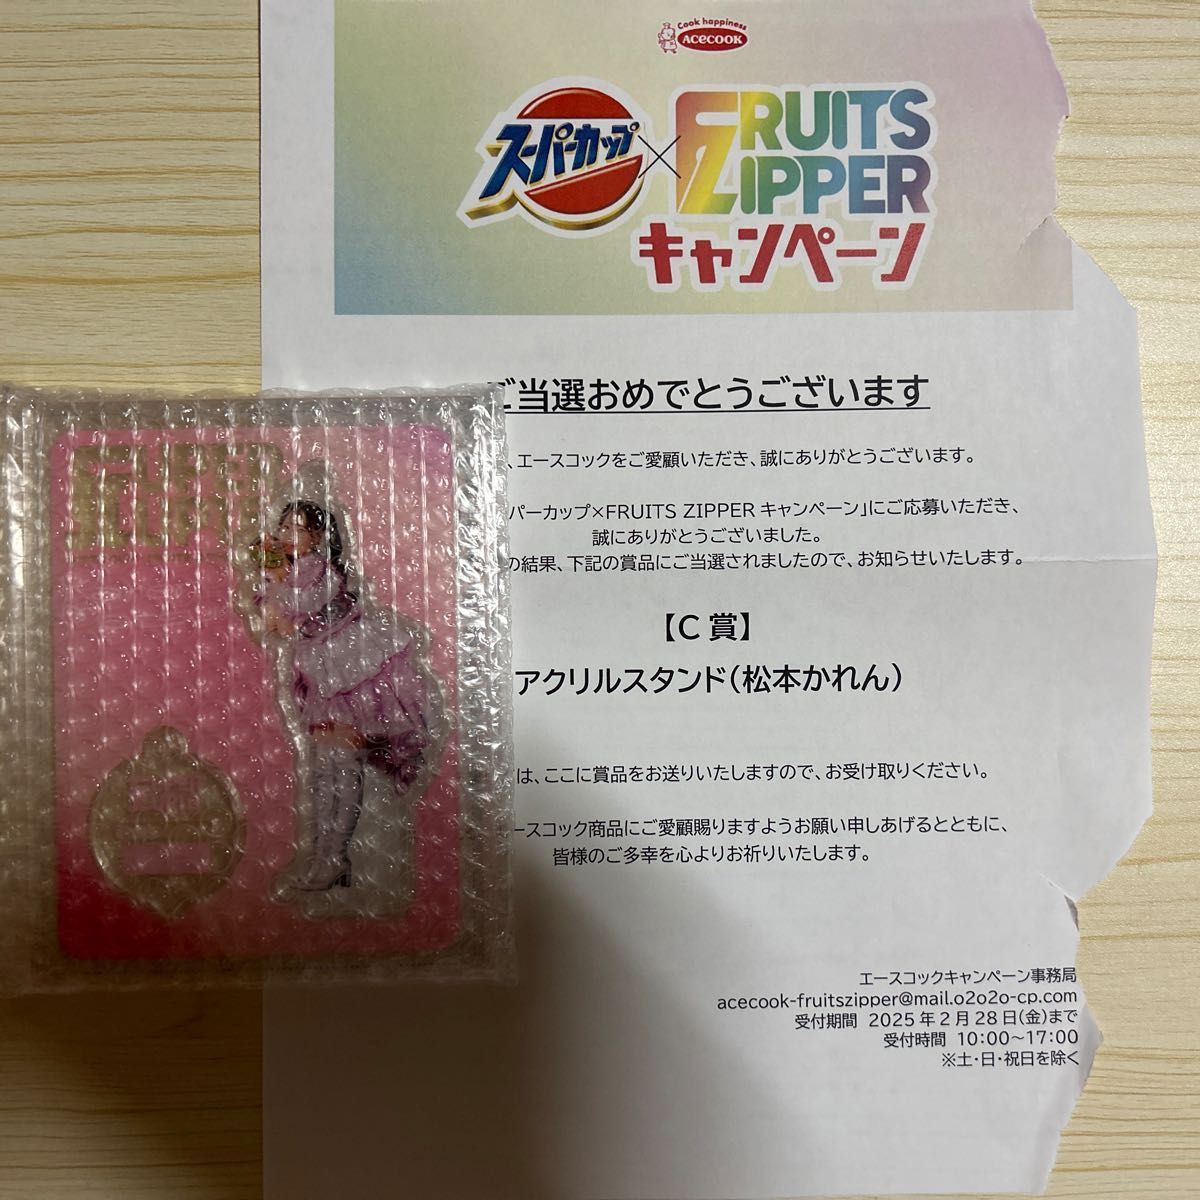 Cook happiness
ACECOOK
スーパーカップ×FRUITS ZIPPER
キャンペーン
ご当選おめでとうございます
、エースコックをご愛顧いただき、誠にありがとうございます。
パーカップ×FRUITS ZIPPER キャンペーン」にご応募いただき、
誠にありがとうございました。
の結果、下記の賞品にご当選されましたので、お知らせいたします。
【C 賞】
アクリルスタンド(松本かれん)
は、ここに賞品をお送りいたしますので、お受け取りください。
ースコック商品にご愛顧賜りますようお願い申しあげるとともに、
皆様のご多幸を心よりお祈りいたします。
エースコックキャンペーン事務局
acecook-fruitszipper@mail.o2o2o-cp.com
受付期間 2025 年 2 月 28 日(金)まで
受付時間 10:00～17:00
※土・日・祝日を除く